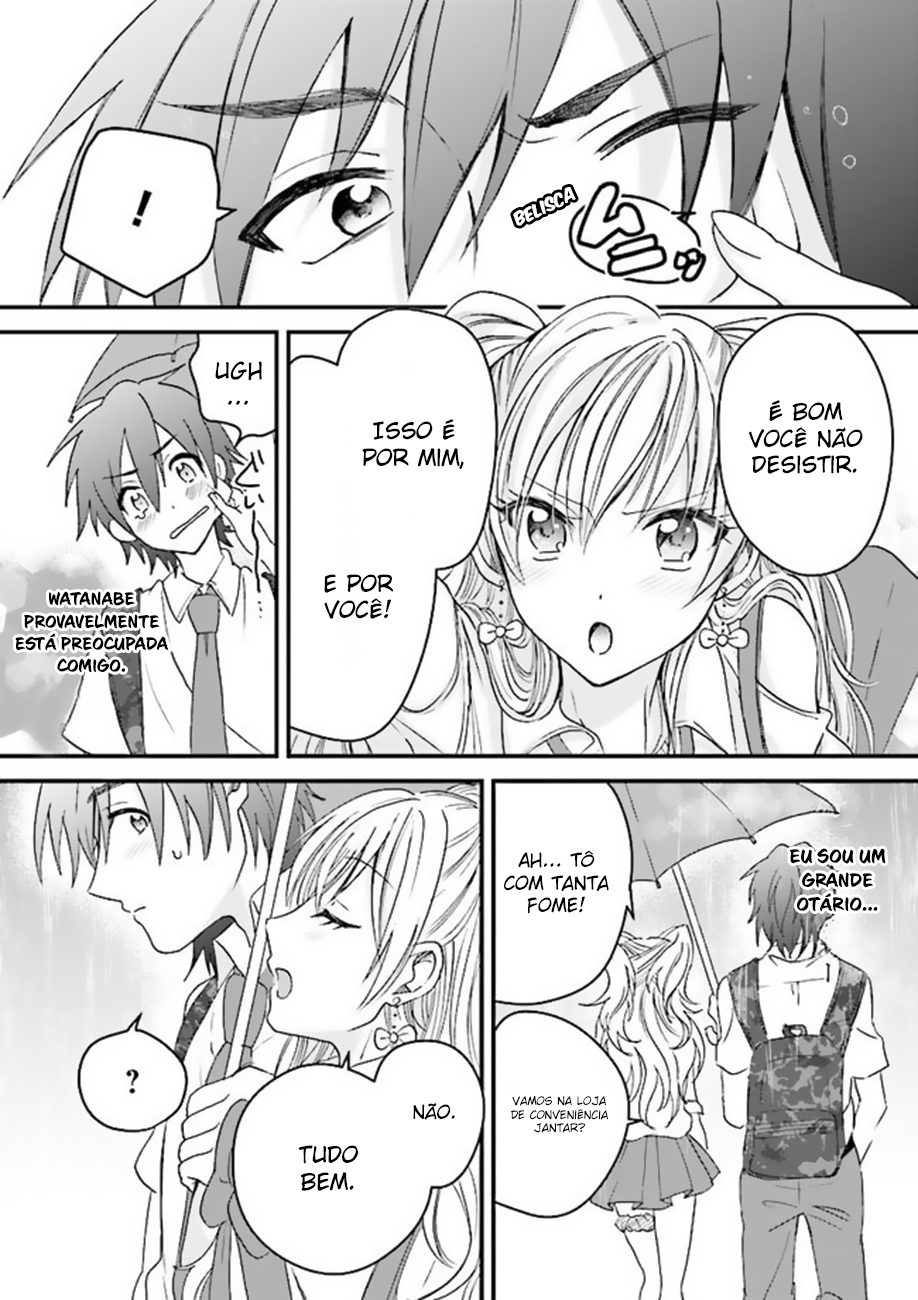 !
BELISCA
ムニッ
É BOM
VOCÊ NÃO
DESISTIR.
ISSO É
POR MIM,
E POR
VOCÊ!
UGH
...
WATANABE
PROVAVELMENTE
ESTÁ PREOCUPADA
COMIGO.
EU SOU UM
GRANDE
OTÁRIO...
AH... TÔ
COM TANTA
FOME!
VAMOS NA LOJA
DE CONVENIÊNCIA
JANTAR?
NÃO.
TUDO
BEM.
?